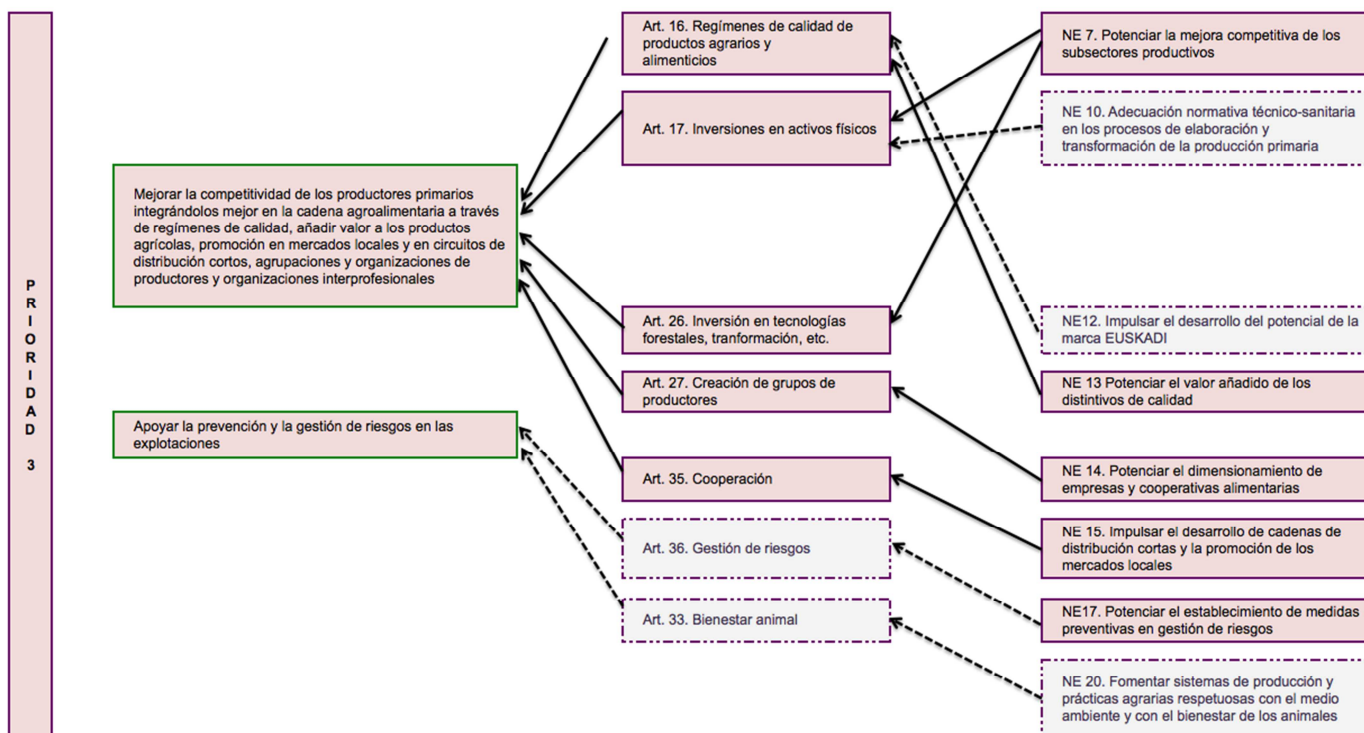 PRIORIDAD 3
Mejorar la competitividad de los productores primarios
integrándolos mejor en la cadena agroalimentaria a través
de regímenes de calidad, añadir valor a los productos
agrícolas, promoción en mercados locales y en circuitos de
distribución cortos, agrupaciones y organizaciones de
productores y organizaciones interprofesionales
Apoyar la prevención y la gestión de riesgos en las
explotaciones
Art. 16. Regímenes de calidad de
productos agrarios y
alimenticios
Art. 17. Inversiones en activos físicos
Art. 26. Inversión en tecnologías
forestales, tranformación, etc.
Art. 27. Creación de grupos de
productores
Art. 35. Cooperación
Art. 36. Gestión de riesgos
Art. 33. Bienestar animal
NE 7. Potenciar la mejora competitiva de los
subsectores productivos
NE 10. Adecuación normativa técnico-sanitaria
en los procesos de elaboración y
transformación de la producción primaria
NE12. Impulsar el desarrollo del potencial de la
marca EUSKADI
NE 13 Potenciar el valor añadido de los
distintivos de calidad
NE 14. Potenciar el dimensionamiento de
empresas y cooperativas alimentarias
NE 15. Impulsar el desarrollo de cadenas de
distribución cortas y la promoción de los
mercados locales
NE17. Potenciar el establecimiento de medidas
preventivas en gestión de riesgos
NE 20. Fomentar sistemas de producción y
prácticas agrarias respetuosas con el medio
ambiente y con el bienestar de los animales